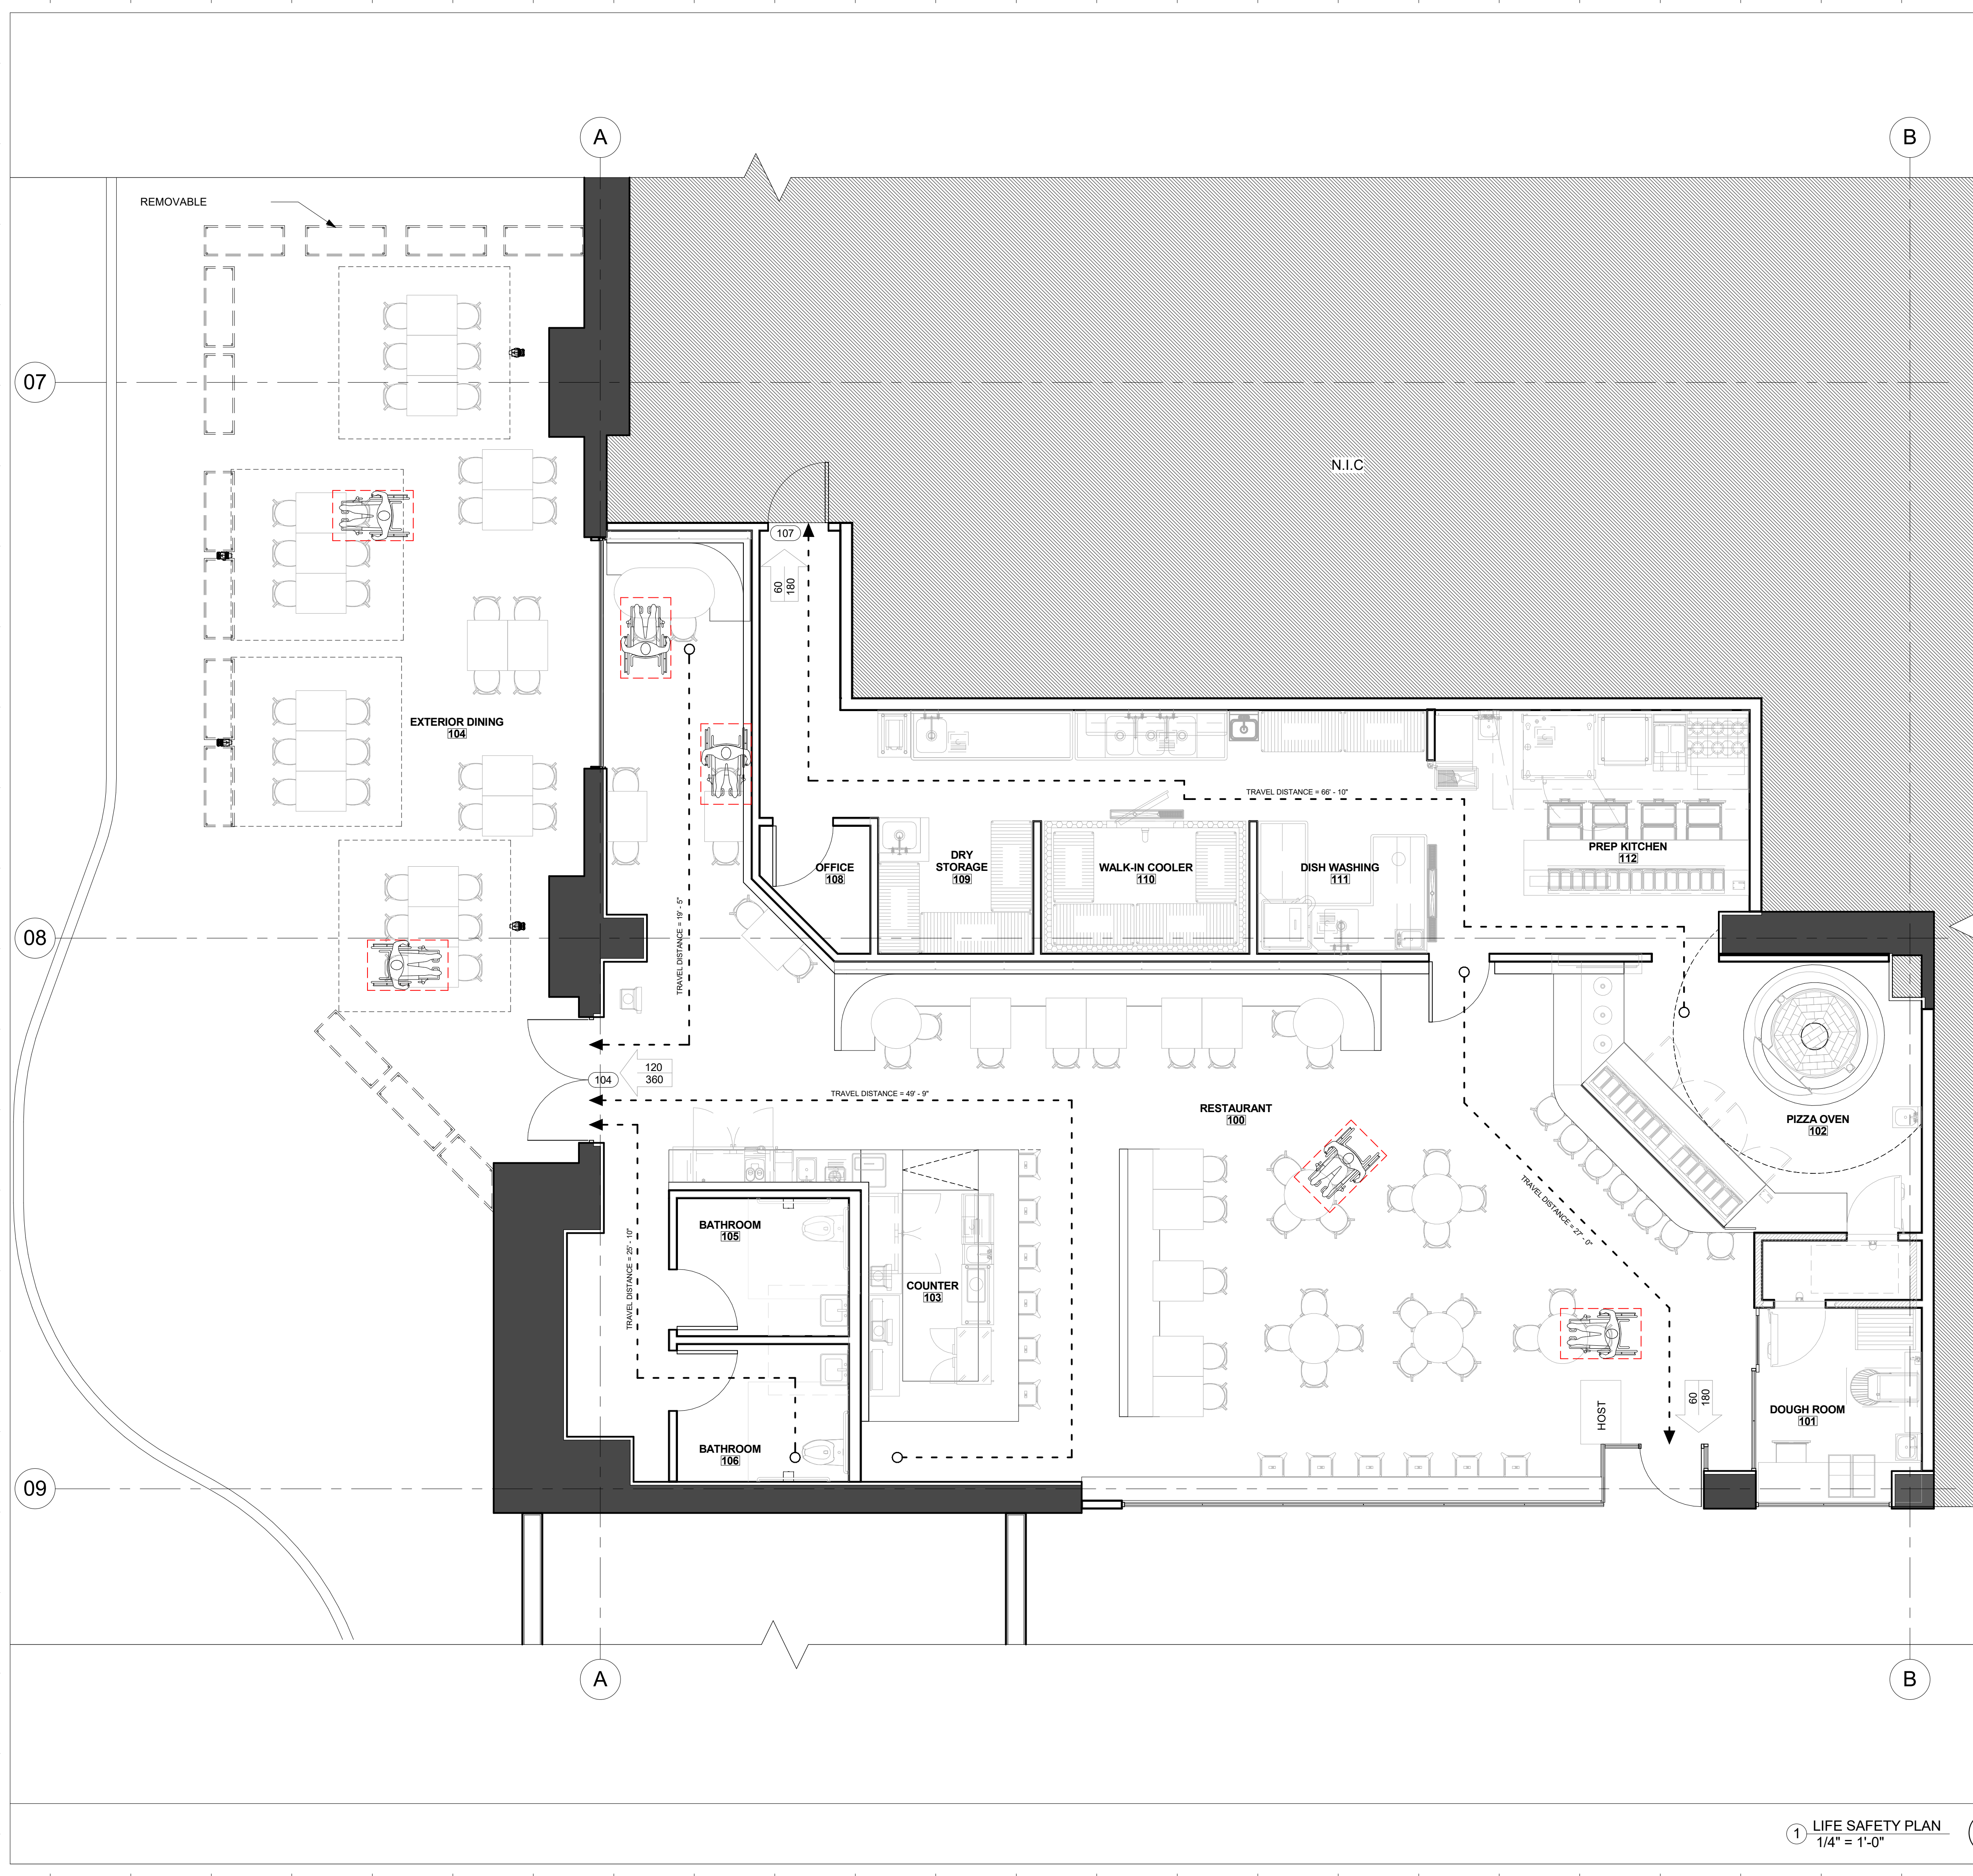 A
B
REMOVABLE
07
N.I.C
107
60
180
EXTERIOR DINING
104
TRAVEL DISTANCE = 66' - 10"
PREP KITCHEN
112
OFFICE
108
DRY
STORAGE
109
WALK-IN COOLER
110
DISH WASHING
111
TRAVEL DISTANCE = 19' - 5"
08
120
360
104
TRAVEL DISTANCE = 49' - 9"
RESTAURANT
100
PIZZA OVEN
102
TRAVEL DISTANCE = 27' - 0"
BATHROOM
105
TRAVEL DISTANCE = 25' - 10"
COUNTER
103
HOST
60
180
DOUGH ROOM
101
BATHROOM
106
09
A
B
1
LIFE SAFETY PLAN
1/4" = 1'-0"